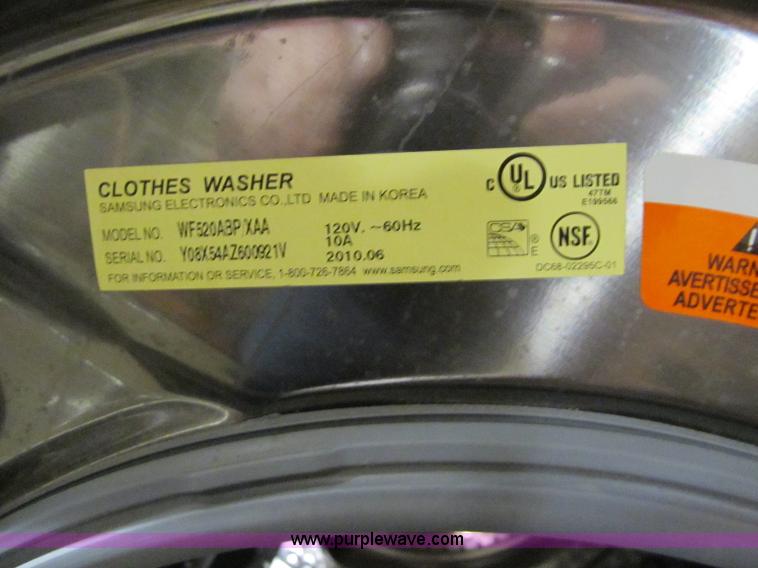 CLOTHES WASHER
SAMSUNG ELECTRONICS CO.,LTD MADE IN KOREA
MODEL NO. WF520ABP/XAA 120V. ~60Hz
10A
SERIAL NO. Y08X54AZ600921V 2010.06
FOR INFORMATION OR SERVICE, 1-800-726-7864 www.samsung.com
C UL ® US LISTED
47TM
E199566
CSA ® E
NSF.
DC68-02295C-01
WARN
AVERTISSE
ADVERTE
www.purplewave.com